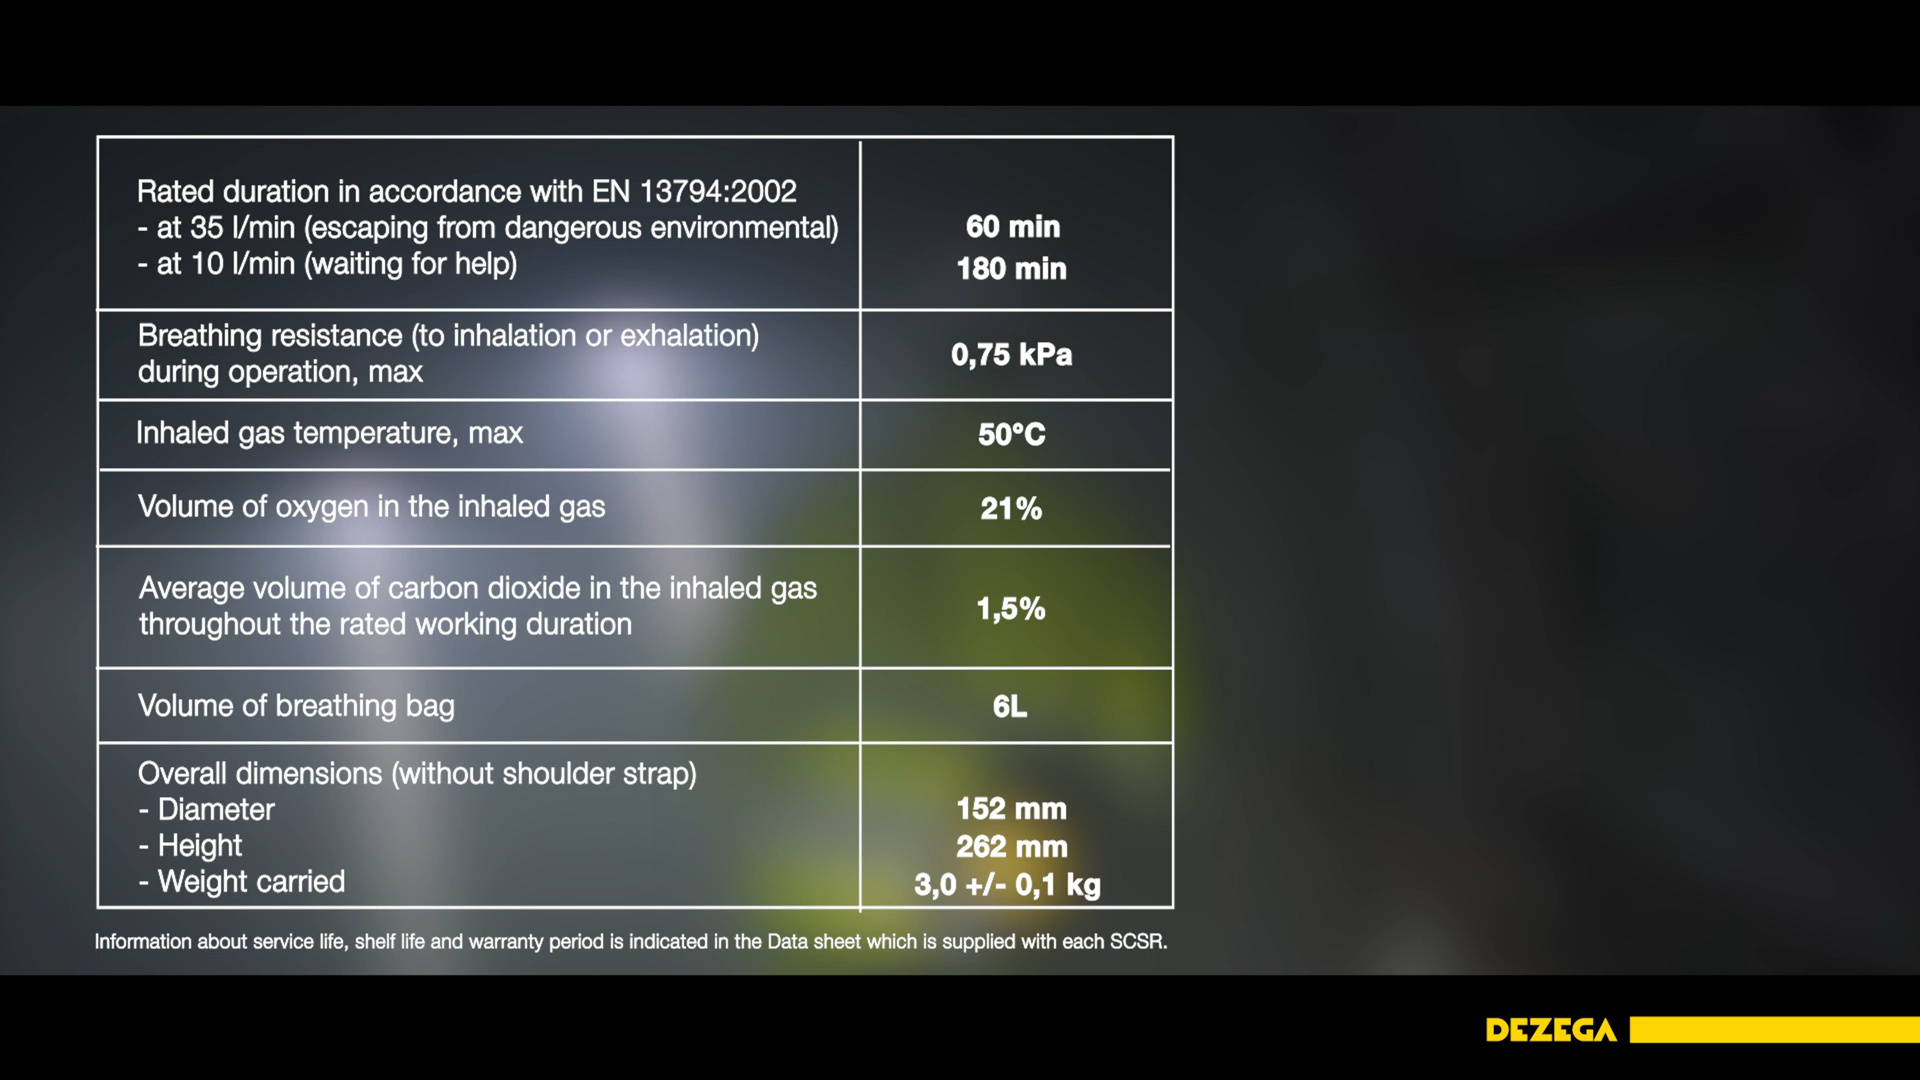 Rated duration in accordance with EN 13794:2002
- at 35 l/min (escaping from dangerous environmental) 60 min
- at 10 l/min (waiting for help) 180 min
Breathing resistance (to inhalation or exhalation)
during operation, max 0,75 kPa
Inhaled gas temperature, max 50°C
Volume of oxygen in the inhaled gas 21%
Average volume of carbon dioxide in the inhaled gas
throughout the rated working duration 1,5%
Volume of breathing bag 6L
Overall dimensions (without shoulder strap)
- Diameter 152 mm
- Height 262 mm
- Weight carried 3,0 +/- 0,1 kg
Information about service life, shelf life and warranty period is indicated in the Data sheet which is supplied with each SCSR.
DEZEGA